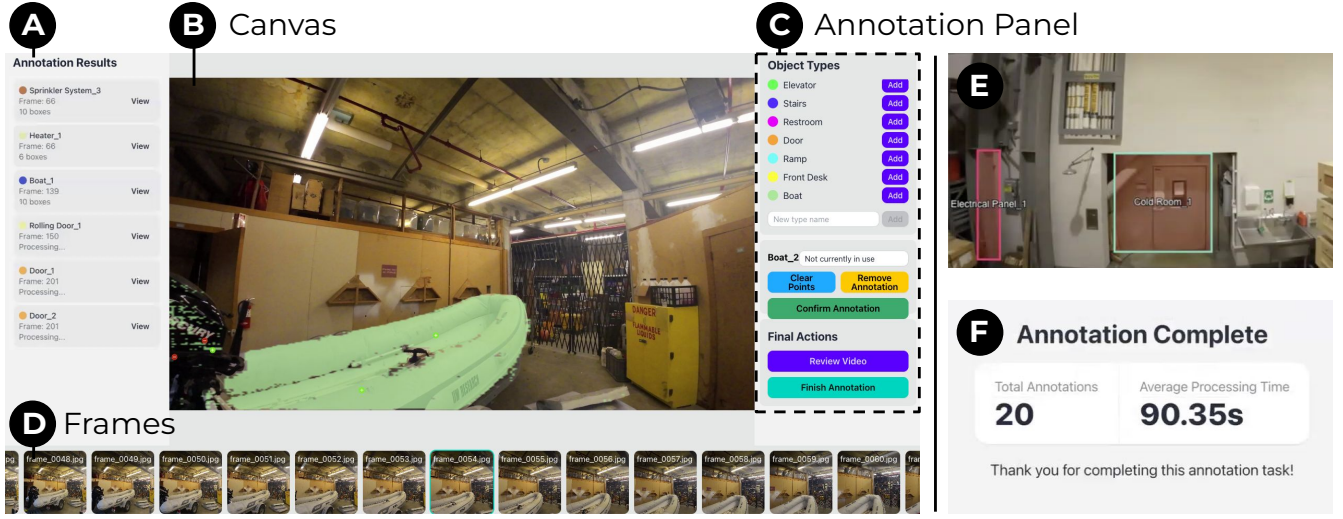 A
B Canvas
C Annotation Panel
Annotation Results
Sprinkler System_3
Frame: 66
10 boxes
View
Heater_1
Frame: 66
6 boxes
View
Boat_1
Frame: 139
10 boxes
View
Rolling Door_1
Frame: 150
Processing...
View
Door_1
Frame: 201
Processing...
View
Door_2
Frame: 201
Processing...
View
DANGER
FLAMMABLE
LIQUIDS
Object Types
Elevator Add
Stairs Add
Restroom Add
Door Add
Ramp Add
Front Desk Add
Boat Add
New type name Add
Boat_2 Not currently in use
Clear
Points
Remove
Annotation
Confirm Annotation
Final Actions
Review Video
Finish Annotation
D Frames
frame_0048.jpg
frame_0049.jpg
frame_0050.jpg
frame_0051.jpg
frame_0052.jpg
frame_0053.jpg
frame_0054.jpg
frame_0055.jpg
frame_0056.jpg
frame_0057.jpg
frame_0058.jpg
frame_0059.jpg
frame_0060.jpg
E
Electrical Panel_1
Cold Room_1
F Annotation Complete
Total Annotations
20
Average Processing Time
90.35s
Thank you for completing this annotation task!